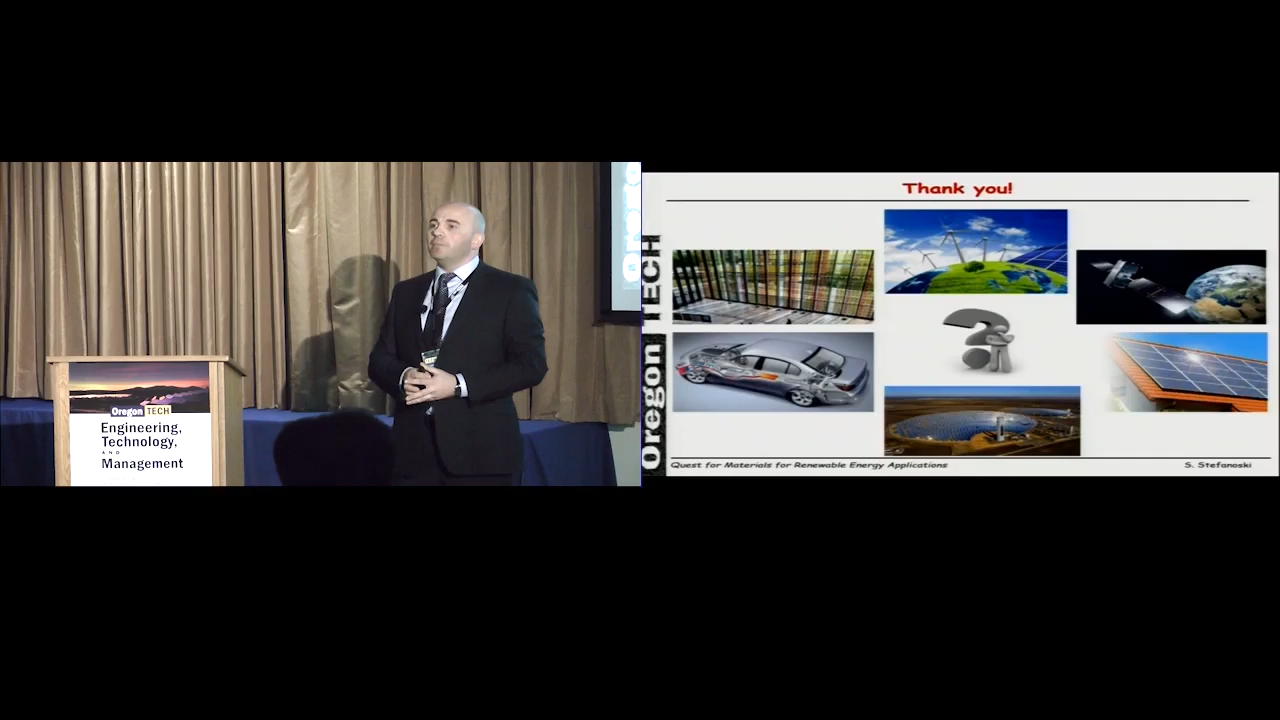 Oregon TECH
Engineering,
Technology,
AND
Management
Thank you!
Oregon TECH
Quest for Materials for Renewable Energy Applications
S. Stefanoski